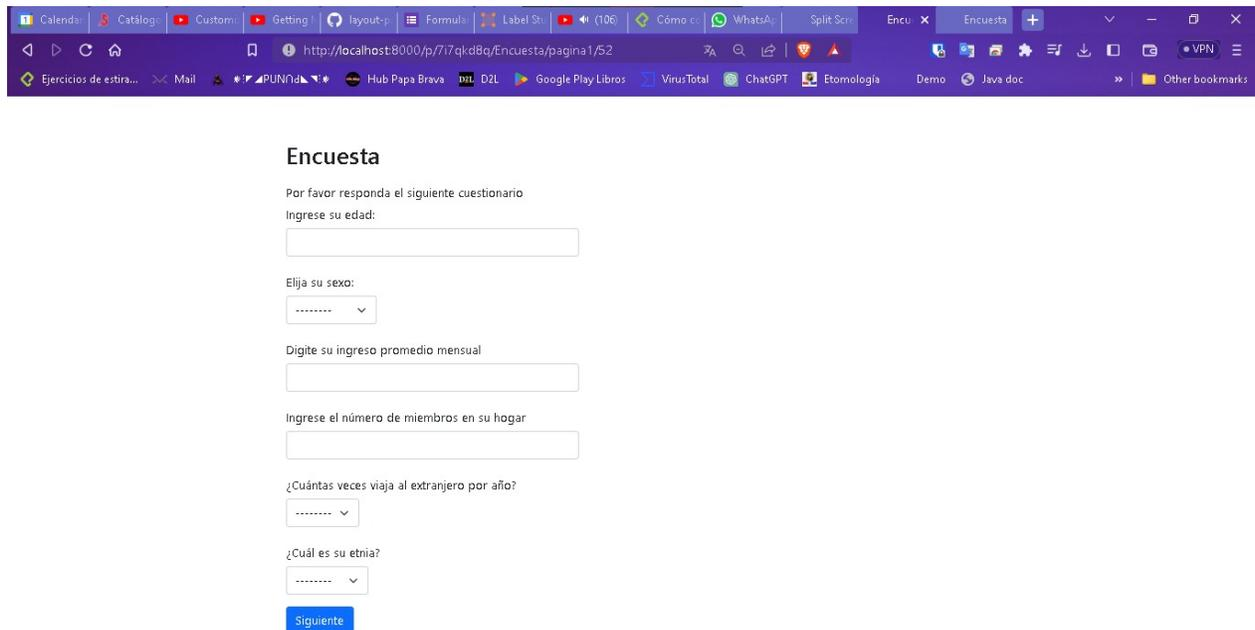 Calendar Catálogo Custom Getting layout-p Formular Label Stu (106) Cómo co WhatsAp Split Scre Encu Encuesta
http://localhost:8000/p/7i7qkd8q/Encuesta/pagina1/52 VPN
Ejercicios de estira... Mail Hub Papa Brava D2L D2L Google Play Libros VirusTotal ChatGPT Etomología Demo Java doc » Other bookmarks
Encuesta
Por favor responda el siguiente cuestionario
Ingrese su edad:
Elija su sexo:
--------
Digite su ingreso promedio mensual
Ingrese el número de miembros en su hogar
¿Cuántas veces viaja al extranjero por año?
--------
¿Cuál es su etnia?
--------
Siguiente